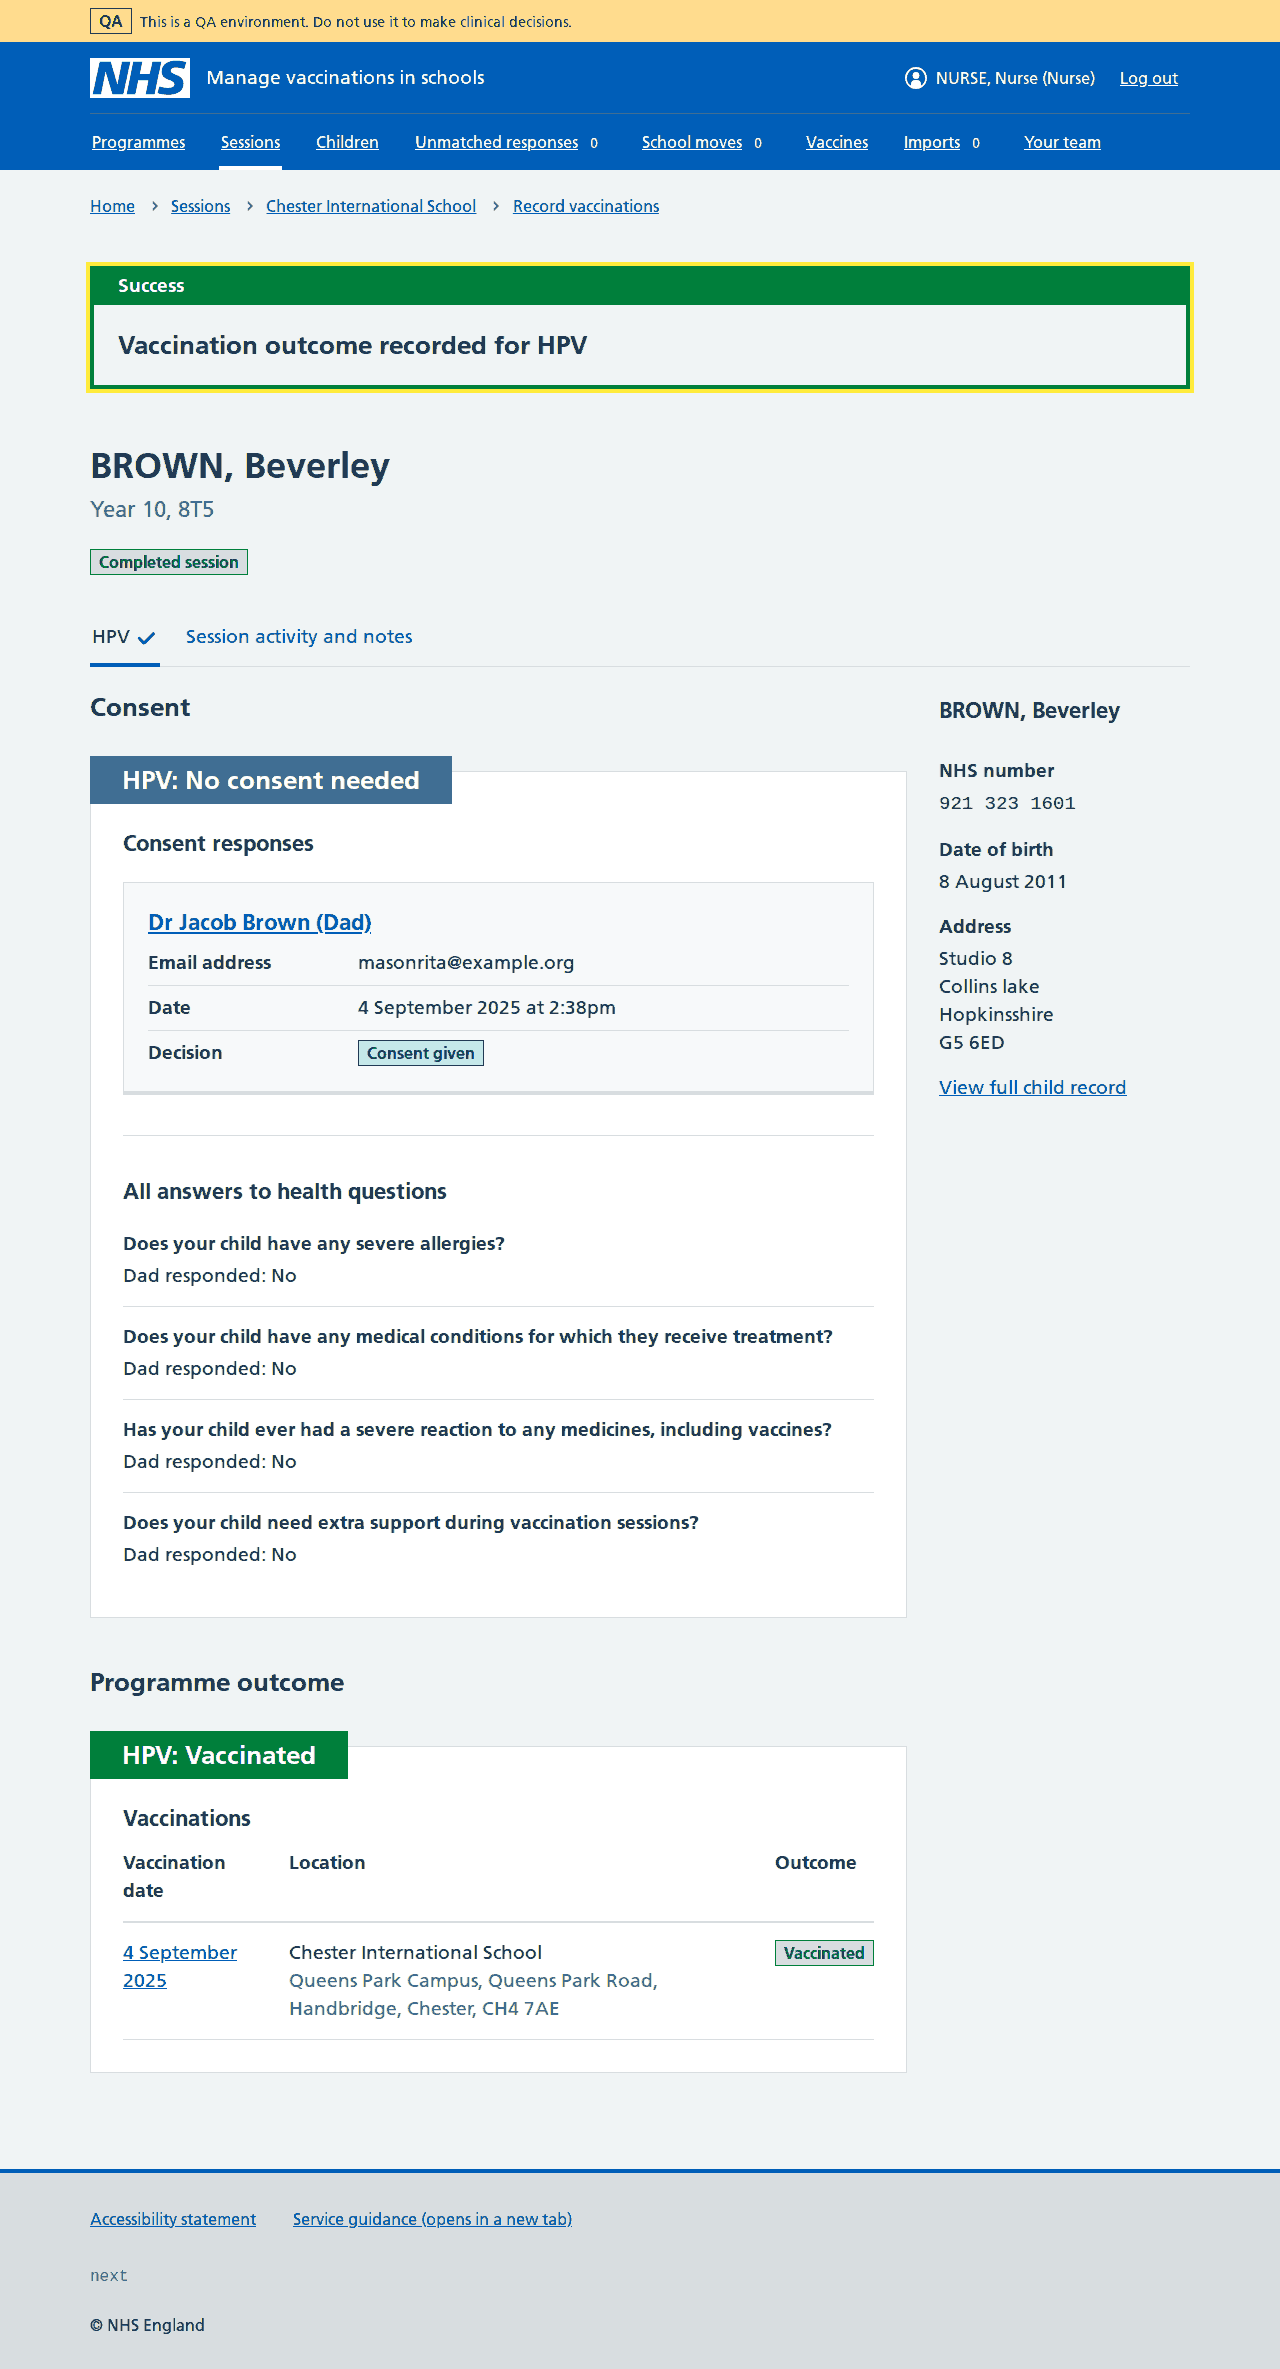 QA This is a QA environment. Do not use it to make clinical decisions.
NHS Manage vaccinations in schools NURSE, Nurse (Nurse) Log out
Programmes Sessions Children Unmatched responses 0 School moves 0 Vaccines Imports 0 Your team
Home > Sessions > Chester International School > Record vaccinations
Success
Vaccination outcome recorded for HPV
BROWN, Beverley
Year 10, 8T5
Completed session
HPV Session activity and notes
Consent
HPV: No consent needed
Consent responses
Dr Jacob Brown (Dad)
Email address masonrita@example.org
Date 4 September 2025 at 2:38pm
Decision Consent given
All answers to health questions
Does your child have any severe allergies?
Dad responded: No
Does your child have any medical conditions for which they receive treatment?
Dad responded: No
Has your child ever had a severe reaction to any medicines, including vaccines?
Dad responded: No
Does your child need extra support during vaccination sessions?
Dad responded: No
BROWN, Beverley
NHS number
921 323 1601
Date of birth
8 August 2011
Address
Studio 8
Collins lake
Hopkinsshire
G5 6ED
View full child record
Programme outcome
HPV: Vaccinated
Vaccinations
Vaccination date Location Outcome
4 September 2025 Chester International School Vaccinated
Queens Park Campus, Queens Park Road,
Handbridge, Chester, CH4 7AE
Accessibility statement Service guidance (opens in a new tab)
next
© NHS England